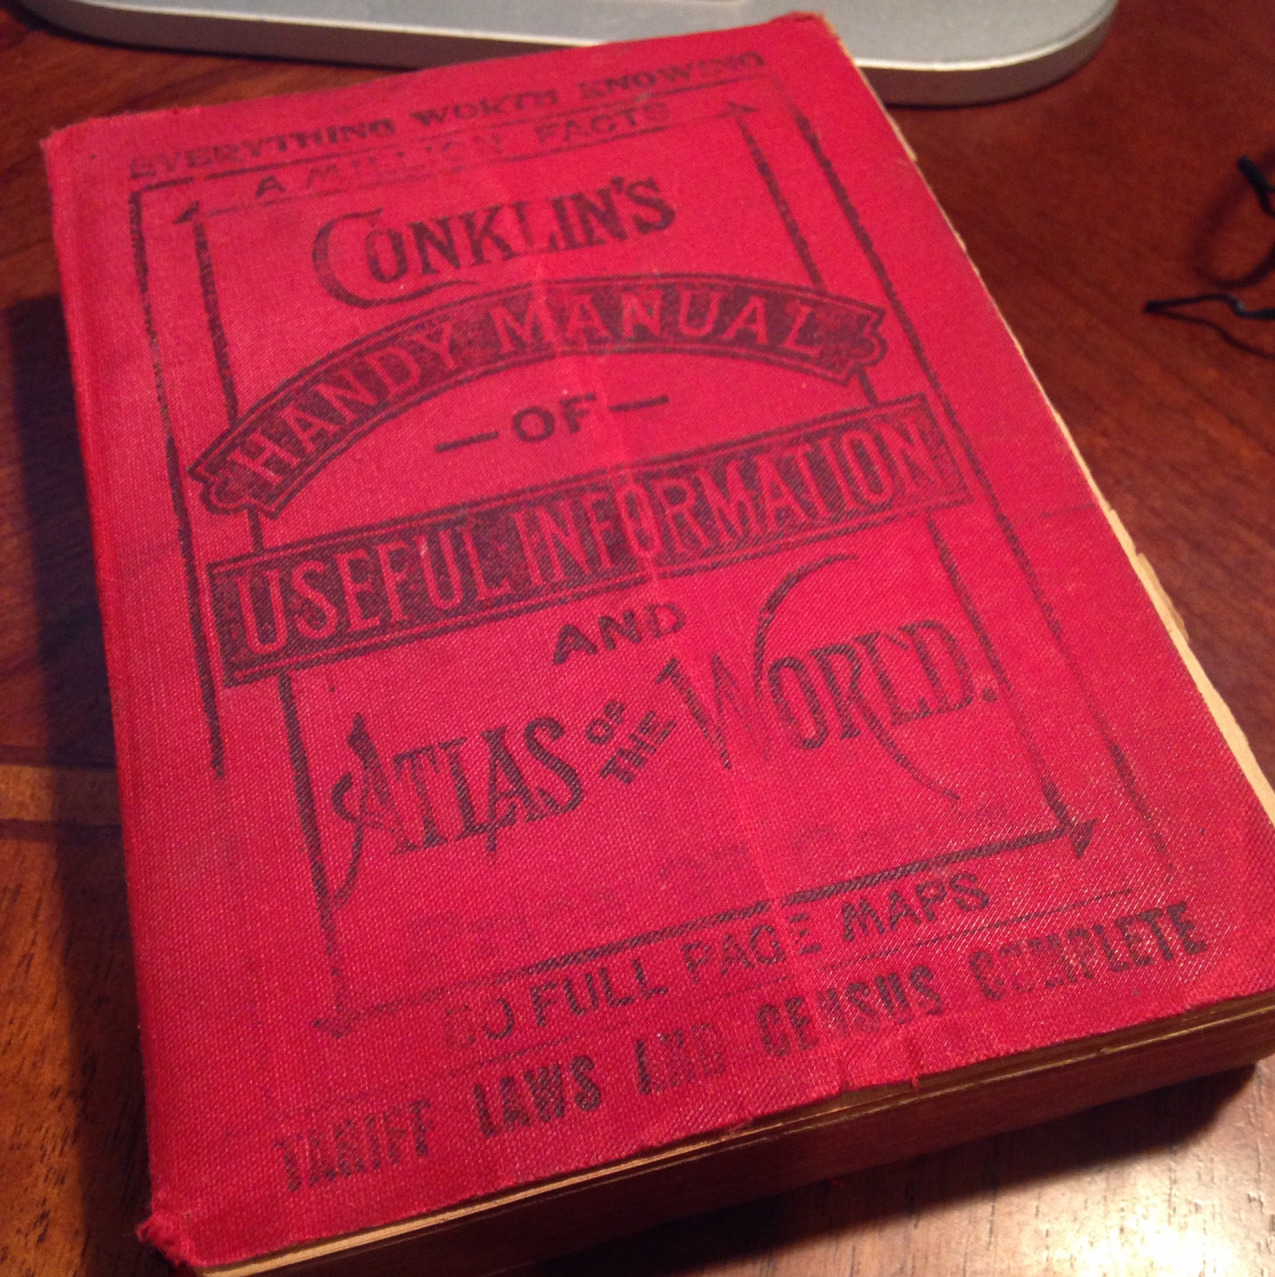 EVERYTHING WORTH KNOWING
A MILLION FACTS
CONKLIN'S
HANDY MANUAL
—OF—
USEFUL INFORMATION
AND
ATLAS OF THE WORLD.
FULL PAGE MAPS
TARIFF LAWS AND CENSUS COMPLETE